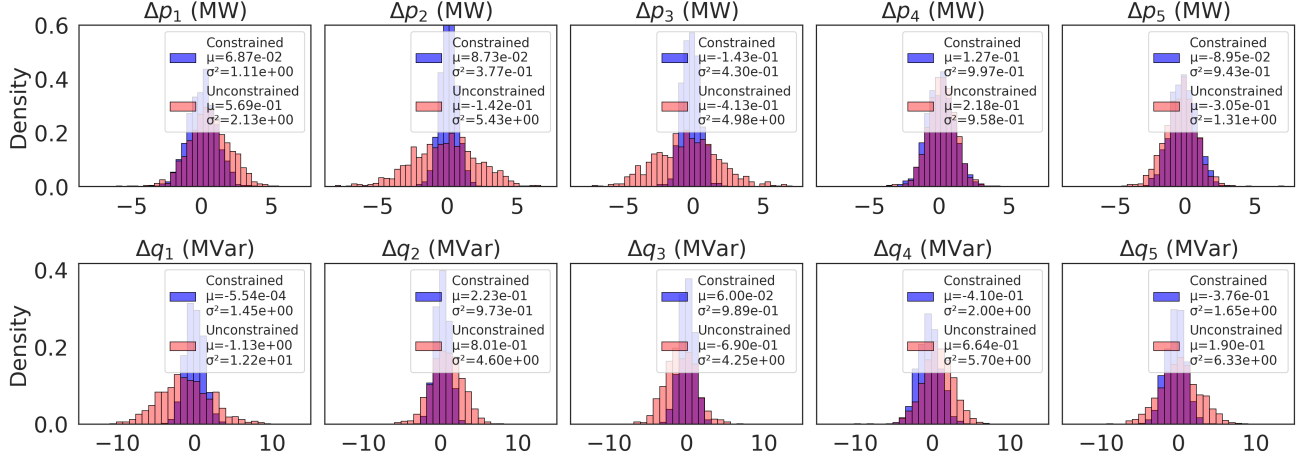 Δp₁ (MW)
Δp₂ (MW)
Δp₃ (MW)
Δp₄ (MW)
Δp₅ (MW)
Density
0.6
0.4
0.2
0.0
Constrained
μ=6.87e-02
σ²=1.11e+00
Unconstrained
μ=5.69e-01
σ²=2.13e+00
Constrained
μ=8.73e-02
σ²=3.77e-01
Unconstrained
μ=-1.42e-01
σ²=5.43e+00
Constrained
μ=-1.43e-01
σ²=4.30e-01
Unconstrained
μ=-4.13e-01
σ²=4.98e+00
Constrained
μ=1.27e-01
σ²=9.97e-01
Unconstrained
μ=2.18e-01
σ²=9.58e-01
Constrained
μ=-8.95e-02
σ²=9.43e-01
Unconstrained
μ=-3.05e-01
σ²=1.31e+00
−5 0 5
−5 0 5
−5 0 5
−5 0 5
−5 0 5
Δq₁ (MVar)
Δq₂ (MVar)
Δq₃ (MVar)
Δq₄ (MVar)
Δq₅ (MVar)
Density
0.4
0.2
0.0
Constrained
μ=-5.54e-04
σ²=1.45e+00
Unconstrained
μ=-1.13e+00
σ²=1.22e+01
Constrained
μ=2.23e-01
σ²=9.73e-01
Unconstrained
μ=8.01e-01
σ²=4.60e+00
Constrained
μ=6.00e-02
σ²=9.89e-01
Unconstrained
μ=-6.90e-01
σ²=4.25e+00
Constrained
μ=-4.10e-01
σ²=2.00e+00
Unconstrained
μ=6.64e-01
σ²=5.70e+00
Constrained
μ=-3.76e-01
σ²=1.65e+00
Unconstrained
μ=1.90e-01
σ²=6.33e+00
−10 0 10
−10 0 10
−10 0 10
−10 0 10
−10 0 10